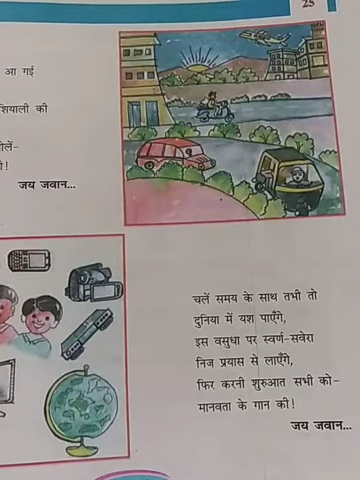 25
आ गई
शियाली की
लें-
!
जय जवान...
चलें समय के साथ तभी तो
दुनिया में यश पाएँगे,
इस वसुधा पर स्वर्ण-सवेरा
निज प्रयास से लाएँगे,
फिर करनी शुरुआत सभी को-
मानवता के गान की!
जय जवान...